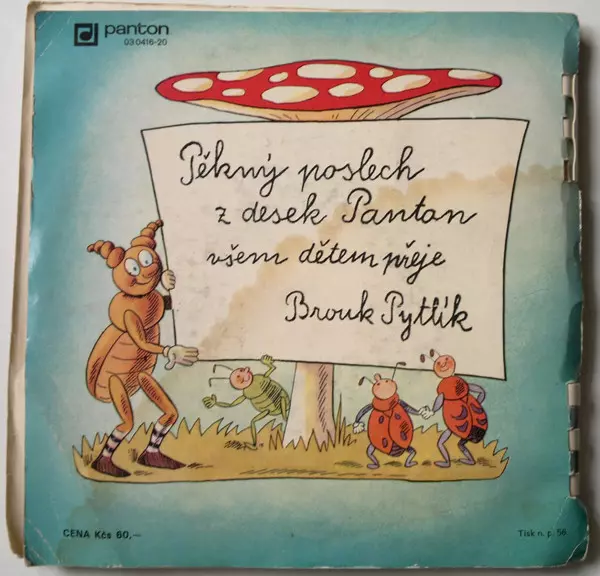 panton
03 0416-20
Pěkný poslech
z desek Panton
všem dětem přeje
Brouk Pytlík
CENA Kčs 60,—
Tisk n. p. 56